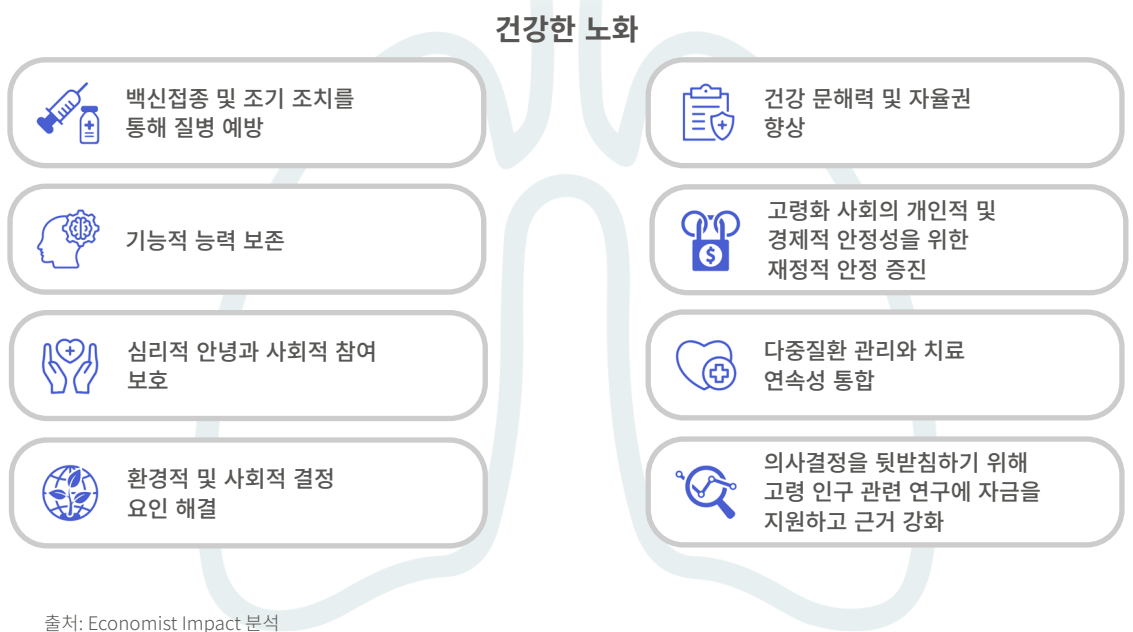 건강한 노화
백신접종 및 조기 조치를
통해 질병 예방
기능적 능력 보존
심리적 안녕과 사회적 참여
보호
환경적 및 사회적 결정
요인 해결
건강 문해력 및 자율권
향상
고령화 사회의 개인적 및
경제적 안정성을 위한
재정적 안정 증진
다중질환 관리와 치료
연속성 통합
의사결정을 뒷받침하기 위해
고령 인구 관련 연구에 자금을
지원하고 근거 강화
출처: Economist Impact 분석